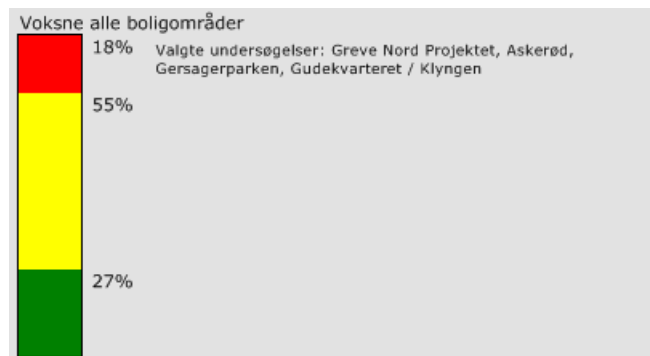 Voksne alle boligområder
18%
Valgte undersøgelser: Greve Nord Projektet, Askerød,
Gersagerparken, Gudekvarteret / Klyngen
55%
27%